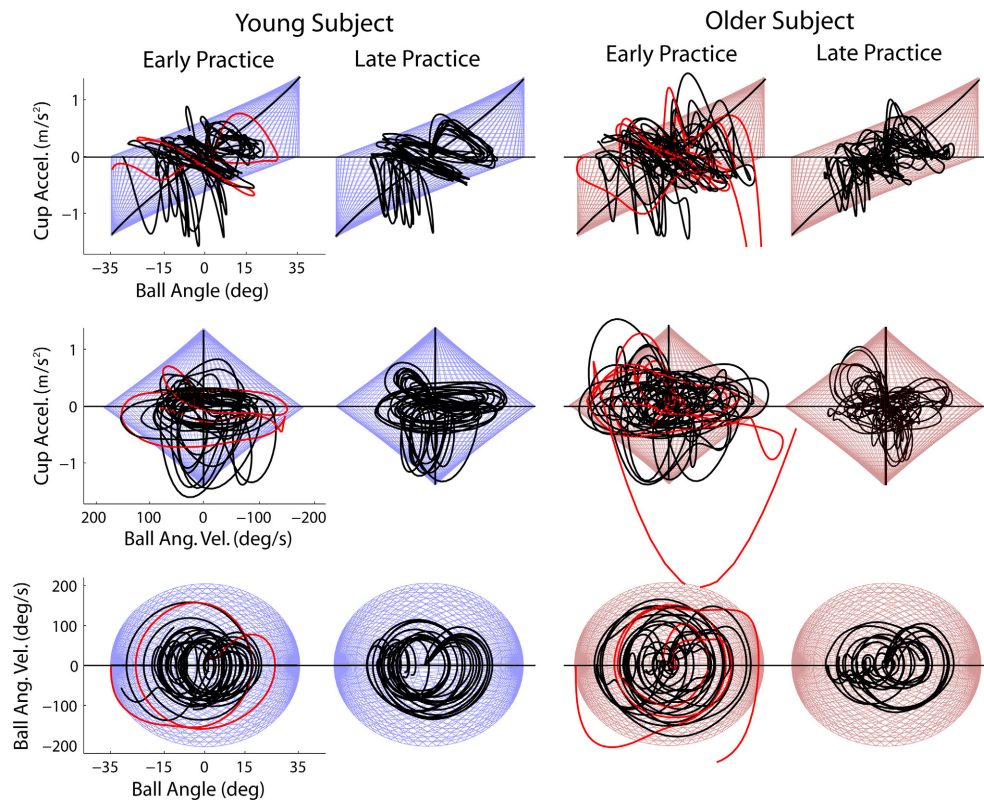 Young Subject
Older Subject
Early Practice
Late Practice
Early Practice
Late Practice
Cup Accel. (m/s²)
1
0
−1
−35
−15
0
15
35
Ball Angle (deg)
Cup Accel. (m/s²)
1
0
−1
200
100
0
−100
−200
Ball Ang. Vel. (deg/s)
Ball Ang. Vel. (deg/s)
200
100
0
−100
−200
−35
−15
0
15
35
Ball Angle (deg)